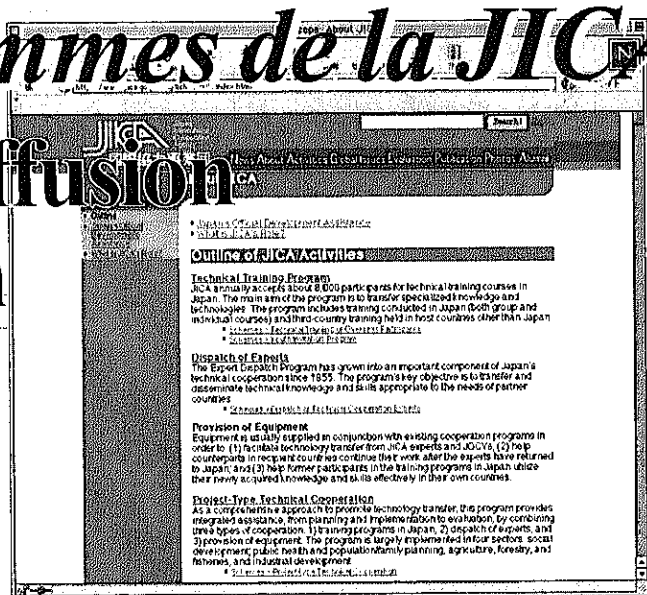 mmes de la JICA
ffusion
JICA
Search
News About Activities Global Issues Evaluation Publication Photos Alumni
ICA
Japan's Official Development Assistance
What is JICA's Role?
Outline of JICA Activities
Technical Training Program
JICA annually accepts about 8,000 participants for technical training courses in
Japan. The main aim of the program is to transfer specialized knowledge and
technologies. The program includes training conducted in Japan (both group and
individual courses) and third-country training held in host countries other than Japan
Dispatch of Experts
The Expert Dispatch Program has grown into an important component of Japan's
technical cooperation since 1955. The program's key objective is to transfer and
disseminate technical knowledge and skills appropriate to the needs of partner
countries
Provision of Equipment
Equipment is usually supplied in conjunction with existing cooperation programs in
order to (1) facilitate technology transfer from JICA experts and JOCVs, (2) help
counterparts in recipient countries continue their work after the experts have returned
to Japan; and (3) help former participants in the training programs in Japan utilize
their newly acquired knowledge and skills effectively in their own countries.
Project-Type Technical Cooperation
As a comprehensive approach to promote technology transfer, this program provides
integrated assistance, from planning and implementation to evaluation, by combining
three types of cooperation: 1) training programs in Japan, 2) dispatch of experts, and
3) provision of equipment. The program is largely implemented in four sectors: social
development; public health and population/family planning, agriculture, forestry, and
fisheries, and industrial development